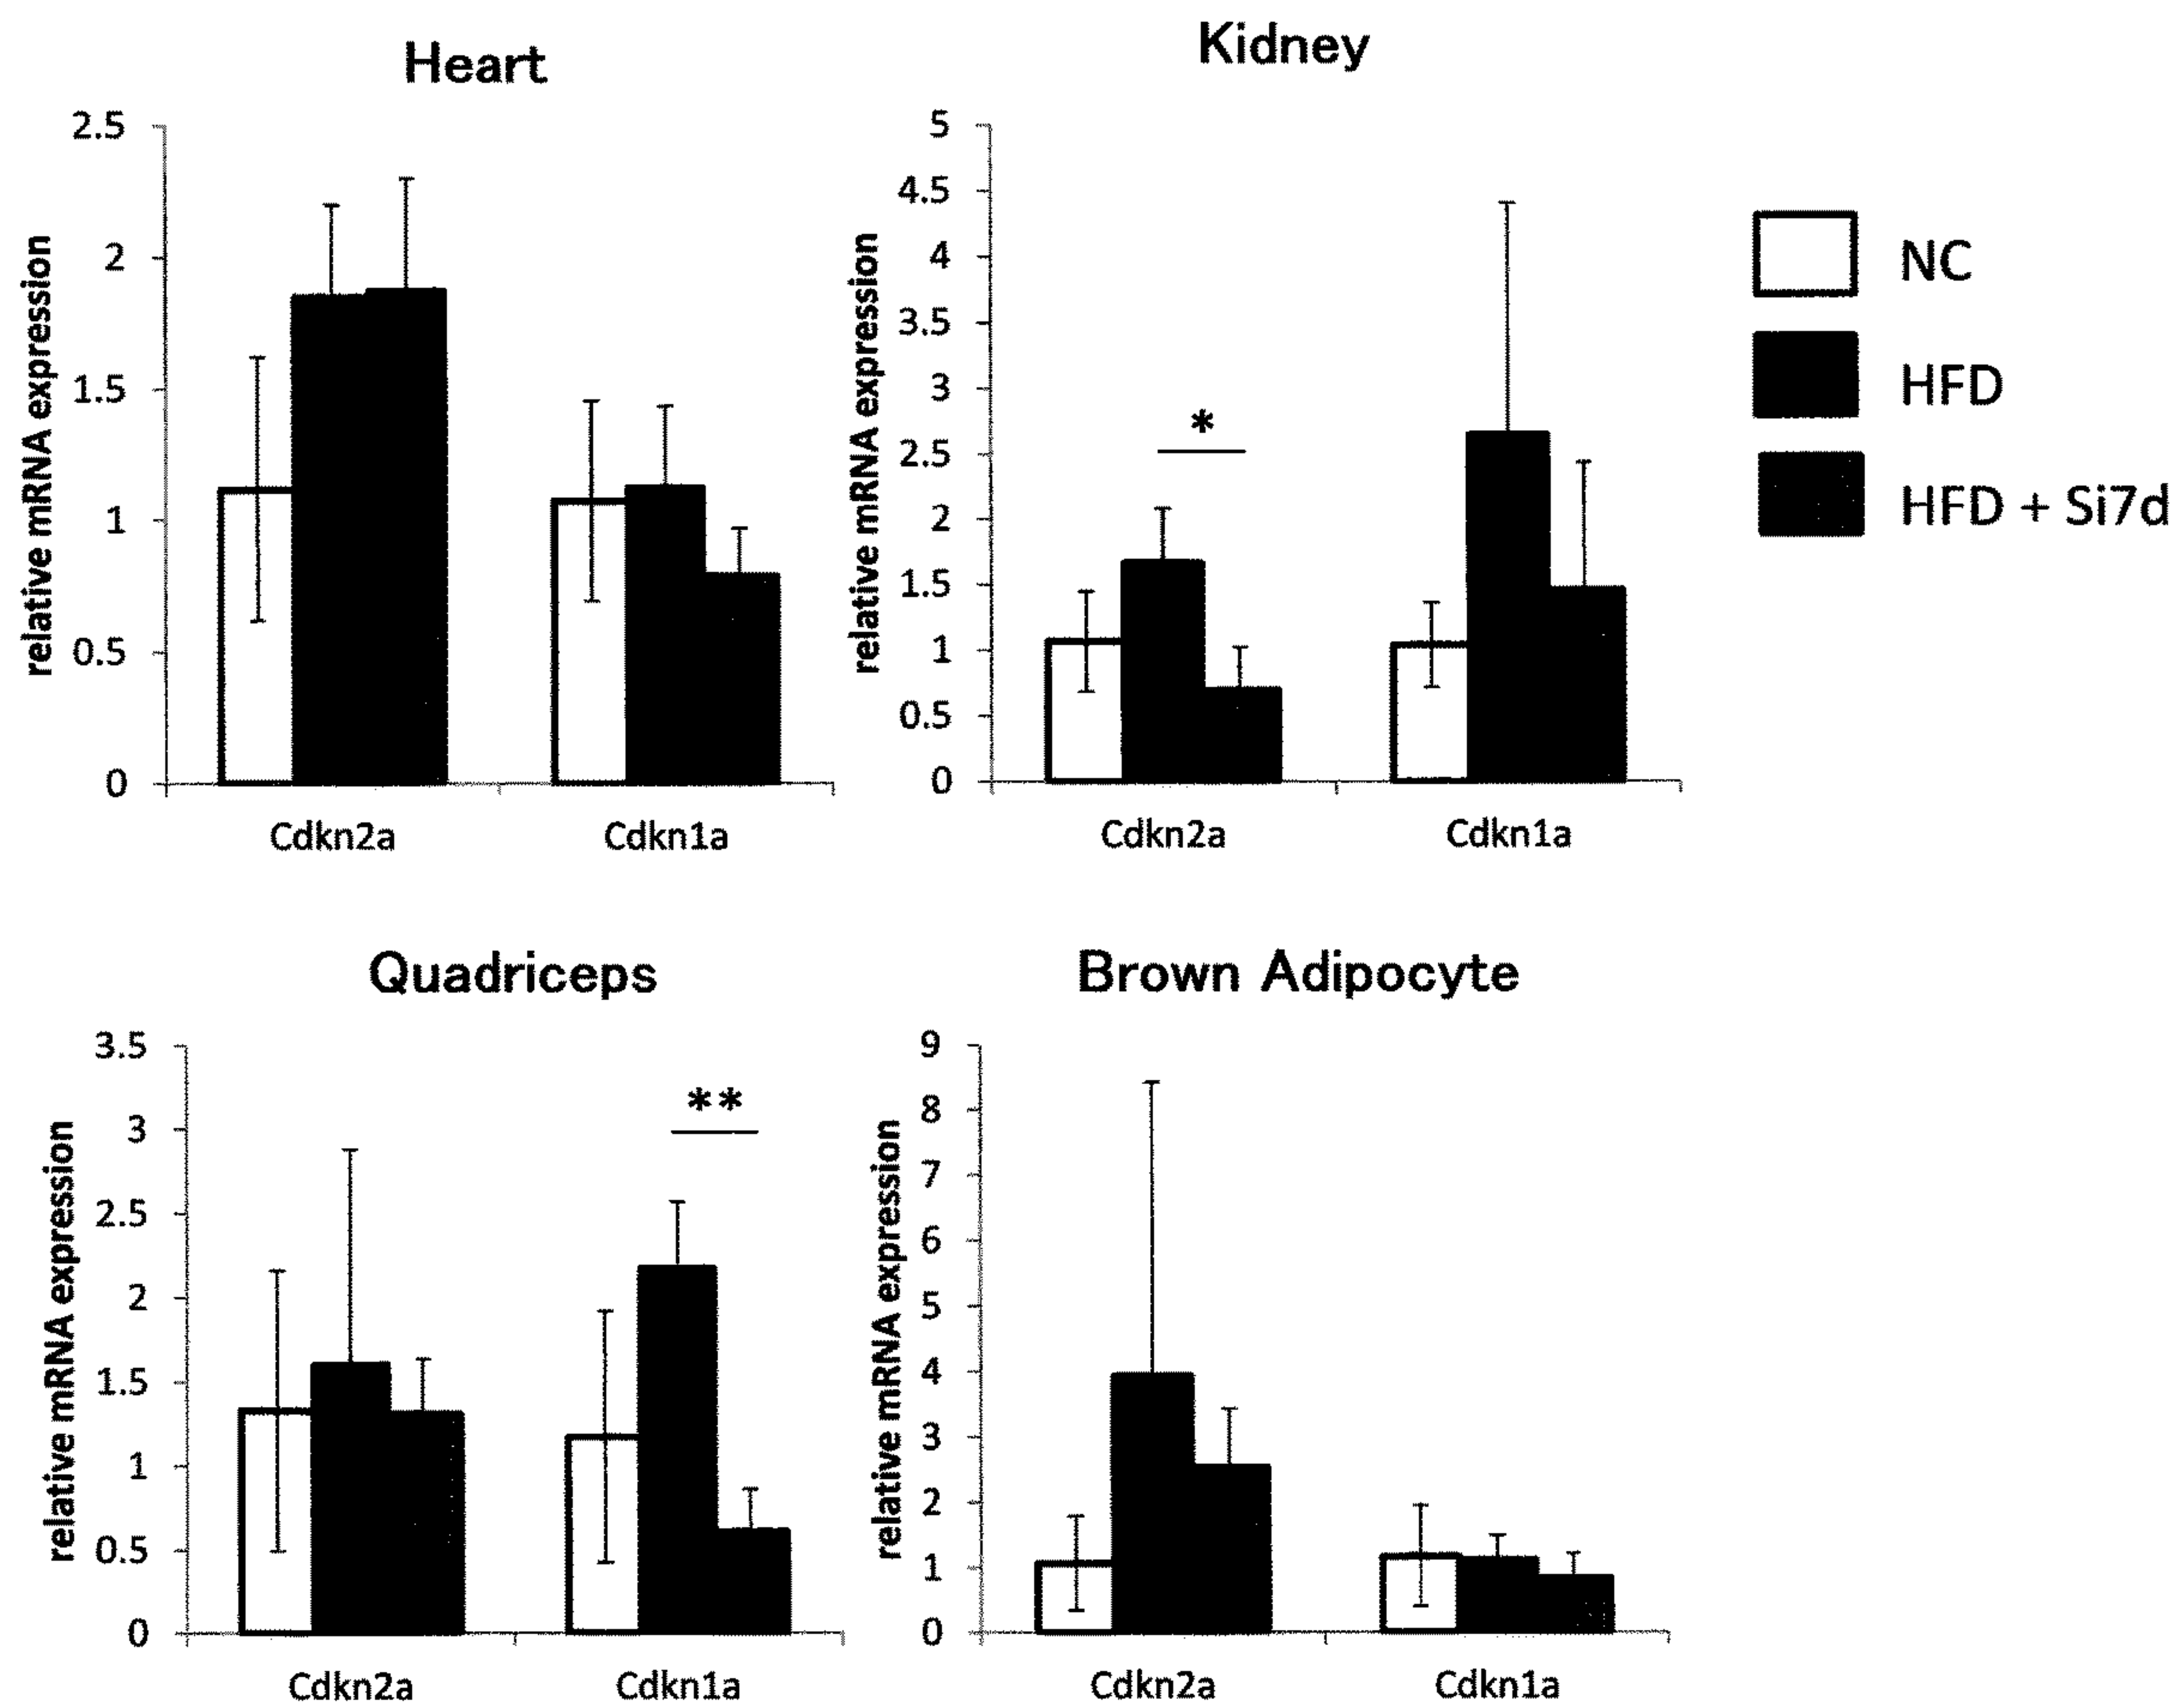 Heart
relative mRNA expression
2.5
2
1.5
1
0.5
0
Cdkn2a Cdkn1a
Kidney
relative mRNA expression
5
4.5
4
3.5
3
2.5
2
1.5
1
0.5
0
*
Cdkn2a Cdkn1a
NC
HFD
HFD + Si7d
Quadriceps
relative mRNA expression
3.5
3
2.5
2
1.5
1
0.5
0
**
Cdkn2a Cdkn1a
Brown Adipocyte
relative mRNA expression
9
8
7
6
5
4
3
2
1
0
Cdkn2a Cdkn1a